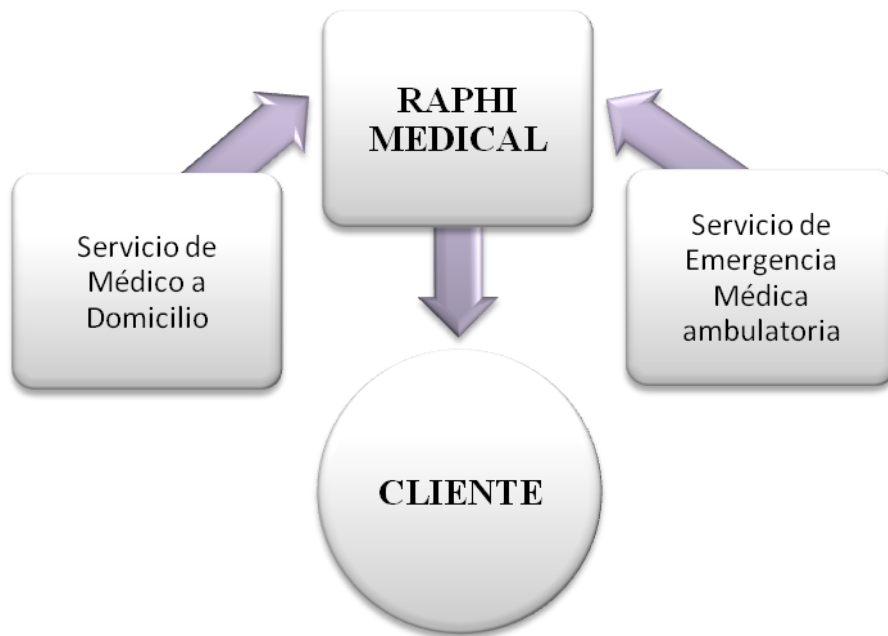 RAPHI
MEDICAL
Servicio de
Médico a
Domicilio
Servicio de
Emergencia
Médica
ambulatoria
CLIENTE